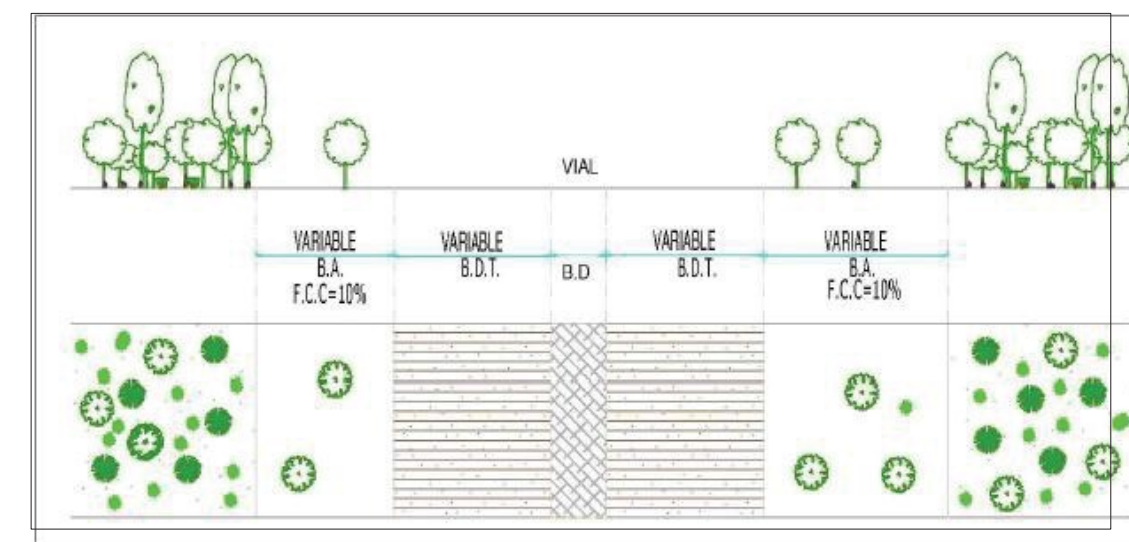 VIAL
VARIABLE
B.A.
F.C.C=10%
VARIABLE
B.D.T.
B.D
VARIABLE
B.D.T.
VARIABLE
B.A.
F.C.C=10%